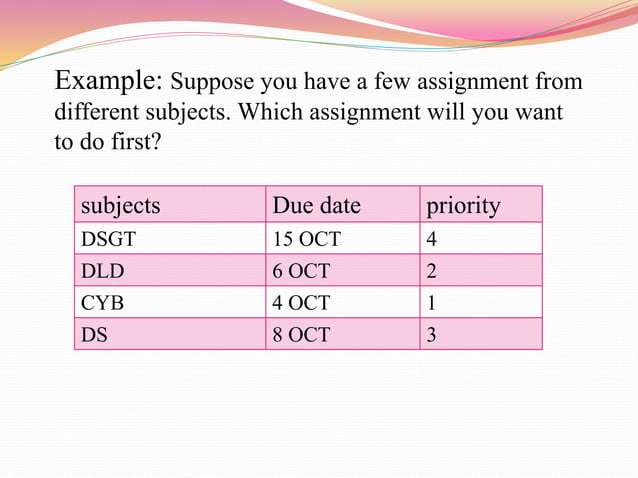 Example: Suppose you have a few assignment from
different subjects. Which assignment will you want
to do first?
subjects Due date priority
DSGT 15 OCT 4
DLD 6 OCT 2
CYB 4 OCT 1
DS 8 OCT 3